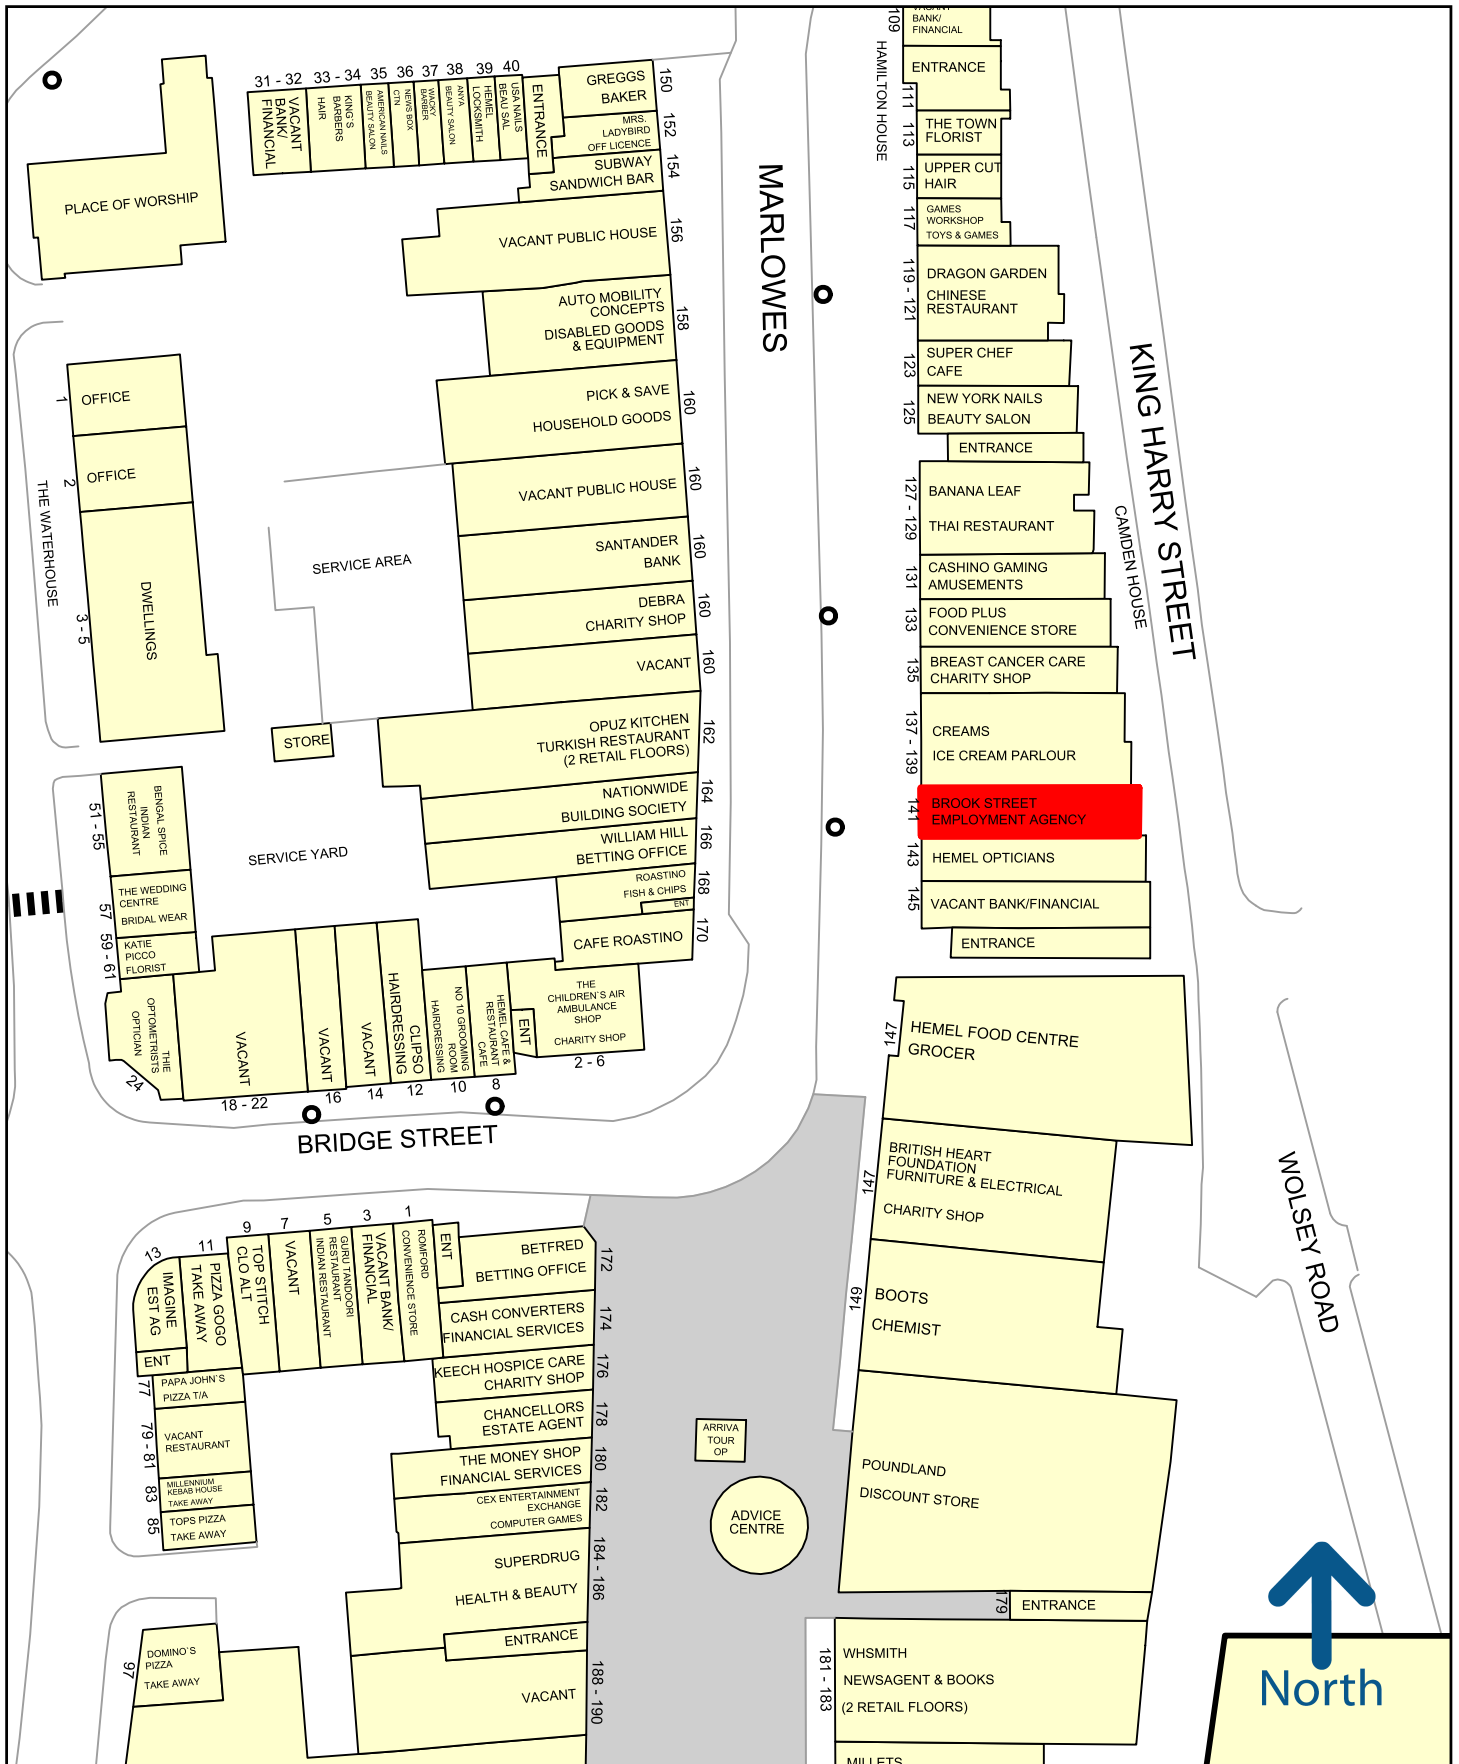 31 - 32
33 - 34
35
36
37
38
39
40
VACANT
BANK/
FINANCIAL
KING`S
BARBERS
HAIR
AMERICAN NAILS
BEAUTY SALON
NEWS BOX
CTN
WACKY
BARBER
ANYA
BEAUTY SALON
HEMEL
LOCKSMITH
USA NAILS
BEAU SAL
ENTRANCE
GREGGS
BAKER
150
MRS.
LADYBIRD
OFF LICENCE
152
SUBWAY
SANDWICH BAR
154
VACANT PUBLIC HOUSE
156
AUTO MOBILITY
CONCEPTS
DISABLED GOODS
& EQUIPMENT
158
PICK & SAVE
HOUSEHOLD GOODS
160
VACANT PUBLIC HOUSE
160
SANTANDER
BANK
160
DEBRA
CHARITY SHOP
160
VACANT
160
OPUZ KITCHEN
TURKISH RESTAURANT
(2 RETAIL FLOORS)
162
NATIONWIDE
BUILDING SOCIETY
164
WILLIAM HILL
BETTING OFFICE
166
ROASTINO
FISH & CHIPS
168
ENT
CAFE ROASTINO
170
PLACE OF WORSHIP
1
OFFICE
2
OFFICE
3 - 5
DWELLINGS
THE WATERHOUSE
SERVICE AREA
STORE
SERVICE YARD
51 - 55
BENGAL SPICE
INDIAN
RESTAURANT
57
THE WEDDING
CENTRE
BRIDAL WEAR
59 - 61
KATIE
PICCO
FLORIST
THIE
OPTOMETRISTS
OPTICIAN
24
VACANT
18 - 22
VACANT
16
VACANT
14
CLIPSO
HAIRDRESSING
12
NO 10 GROOMING
ROOM
HAIRDRESSING
10
HEMEL CAFE &
RESTAURANT
CAFE
8
ENT
THE
CHILDREN`S AIR
AMBULANCE
SHOP
CHARITY SHOP
2 - 6
BRIDGE STREET
MARLOWES
109
VACANT
BANK/
FINANCIAL
HAMILTON HOUSE
ENTRANCE
111
113
THE TOWN
FLORIST
115
UPPER CUT
HAIR
117
GAMES
WORKSHOP
TOYS & GAMES
119 - 121
DRAGON GARDEN
CHINESE
RESTAURANT
123
SUPER CHEF
CAFE
125
NEW YORK NAILS
BEAUTY SALON
ENTRANCE
127 - 129
BANANA LEAF
THAI RESTAURANT
131
CASHINO GAMING
AMUSEMENTS
133
FOOD PLUS
CONVENIENCE STORE
135
BREAST CANCER CARE
CHARITY SHOP
137 - 139
CREAMS
ICE CREAM PARLOUR
141
BROOK STREET
EMPLOYMENT AGENCY
143
HEMEL OPTICIANS
145
VACANT BANK/FINANCIAL
ENTRANCE
KING HARRY STREET
CAMDEN HOUSE
147
HEMEL FOOD CENTRE
GROCER
147
BRITISH HEART
FOUNDATION
FURNITURE & ELECTRICAL
CHARITY SHOP
149
BOOTS
CHEMIST
POUNDLAND
DISCOUNT STORE
179
ENTRANCE
181 - 183
WHSMITH
NEWSAGENT & BOOKS
(2 RETAIL FLOORS)
MILLETS
WOLSEY ROAD
13
11
9
7
5
3
1
IMAGINE
EST AG
ENT
PIZZA GOGO
TAKE AWAY
TOP STITCH
CLO ALT
VACANT
GURU TANDOORI
RESTAURANT
INDIAN RESTAURANT
VACANT BANK/
FINANCIAL
ROMFORD
CONVENIENCE STORE
ENT
BETFRED
BETTING OFFICE
172
CASH CONVERTERS
FINANCIAL SERVICES
174
KEECH HOSPICE CARE
CHARITY SHOP
176
CHANCELLORS
ESTATE AGENT
178
THE MONEY SHOP
FINANCIAL SERVICES
180
CEX ENTERTAINMENT
EXCHANGE
COMPUTER GAMES
182
SUPERDRUG
HEALTH & BEAUTY
184 - 186
ENTRANCE
VACANT
188 - 190
77
PAPA JOHN`S
PIZZA T/A
79 - 81
VACANT
RESTAURANT
83
MILLENNIUM
KEBAB HOUSE
TAKE AWAY
85
TOPS PIZZA
TAKE AWAY
97
DOMINO`S
PIZZA
TAKE AWAY
ARRIVA
TOUR
OP
ADVICE
CENTRE
North